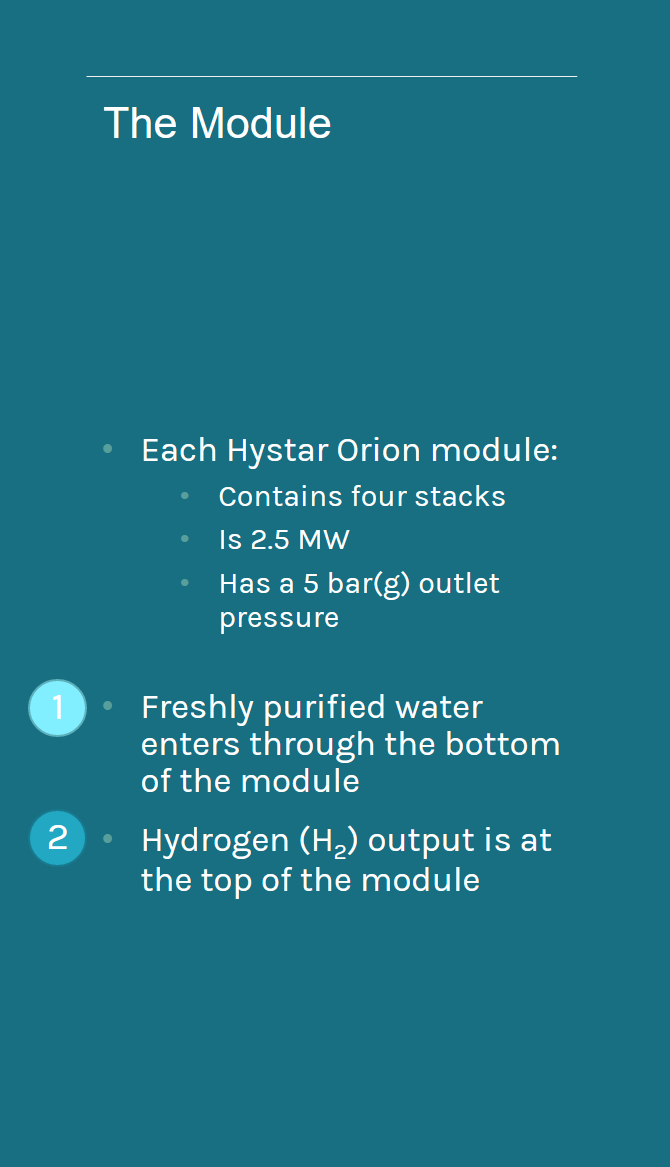 The Module
Each Hystar Orion module:
Contains four stacks
Is 2.5 MW
Has a 5 bar(g) outlet
pressure
1
Freshly purified water
enters through the bottom
of the module
2
Hydrogen (H₂) output is at
the top of the module